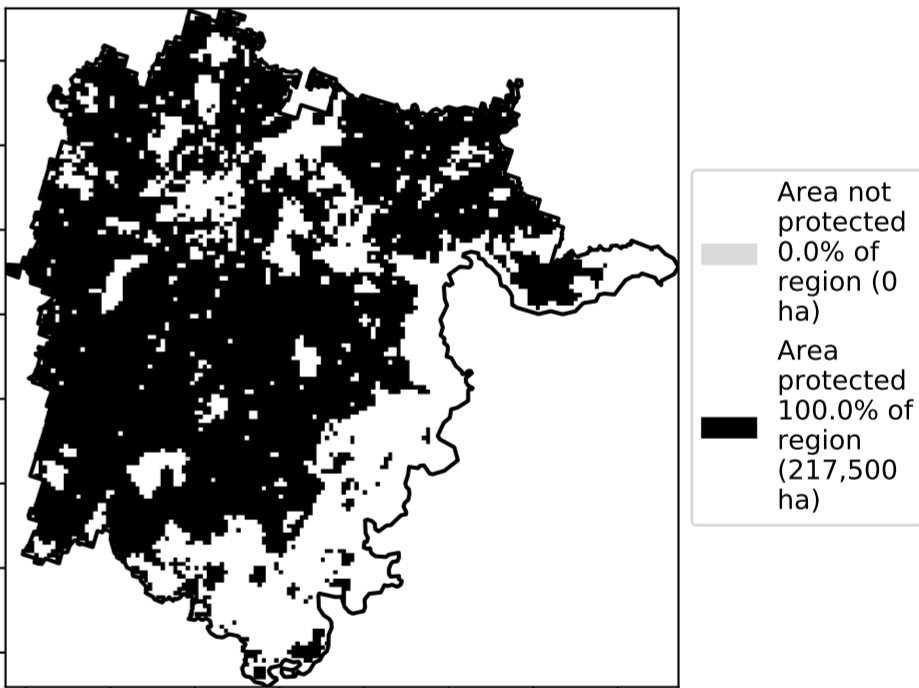 Area not
protected
0.0% of
region (0
ha)
Area
protected
100.0% of
region
(217,500
ha)